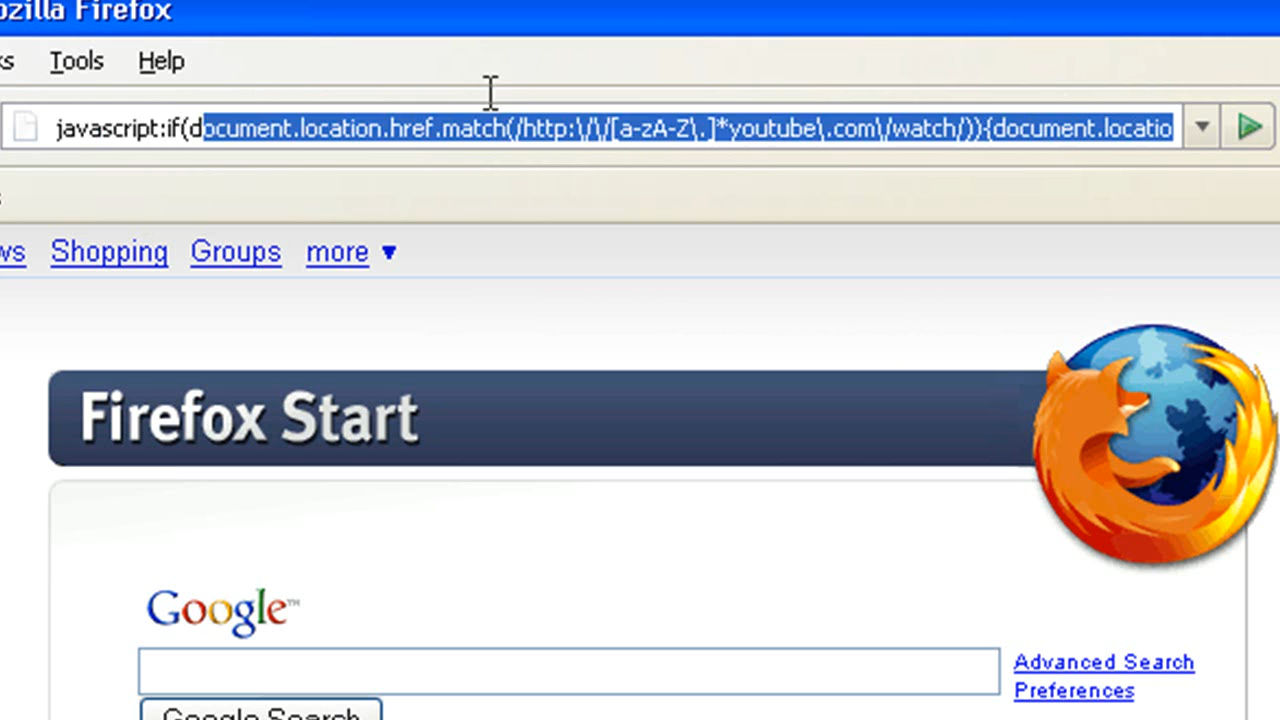 ozilla Firefox
ks Tools Help
javascript:if(document.location.href.match(/http:\/\/[a-zA-Z\.]*youtube\.com\/watch/)){document.locatio
ws Shopping Groups more ▼
Firefox Start
Google™
Advanced Search
Preferences
Google Search